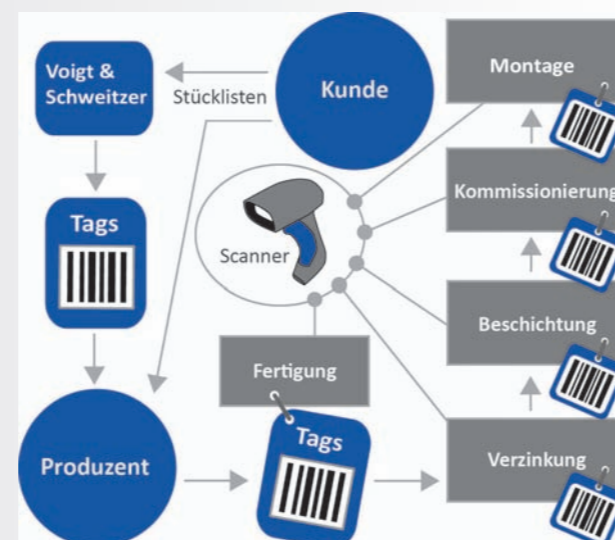 Voigt &
Schweitzer
Stücklisten
Kunde
Montage
Kommissionierung
Tags
Scanner
Beschichtung
Fertigung
Tags
Produzent
Verzinkung